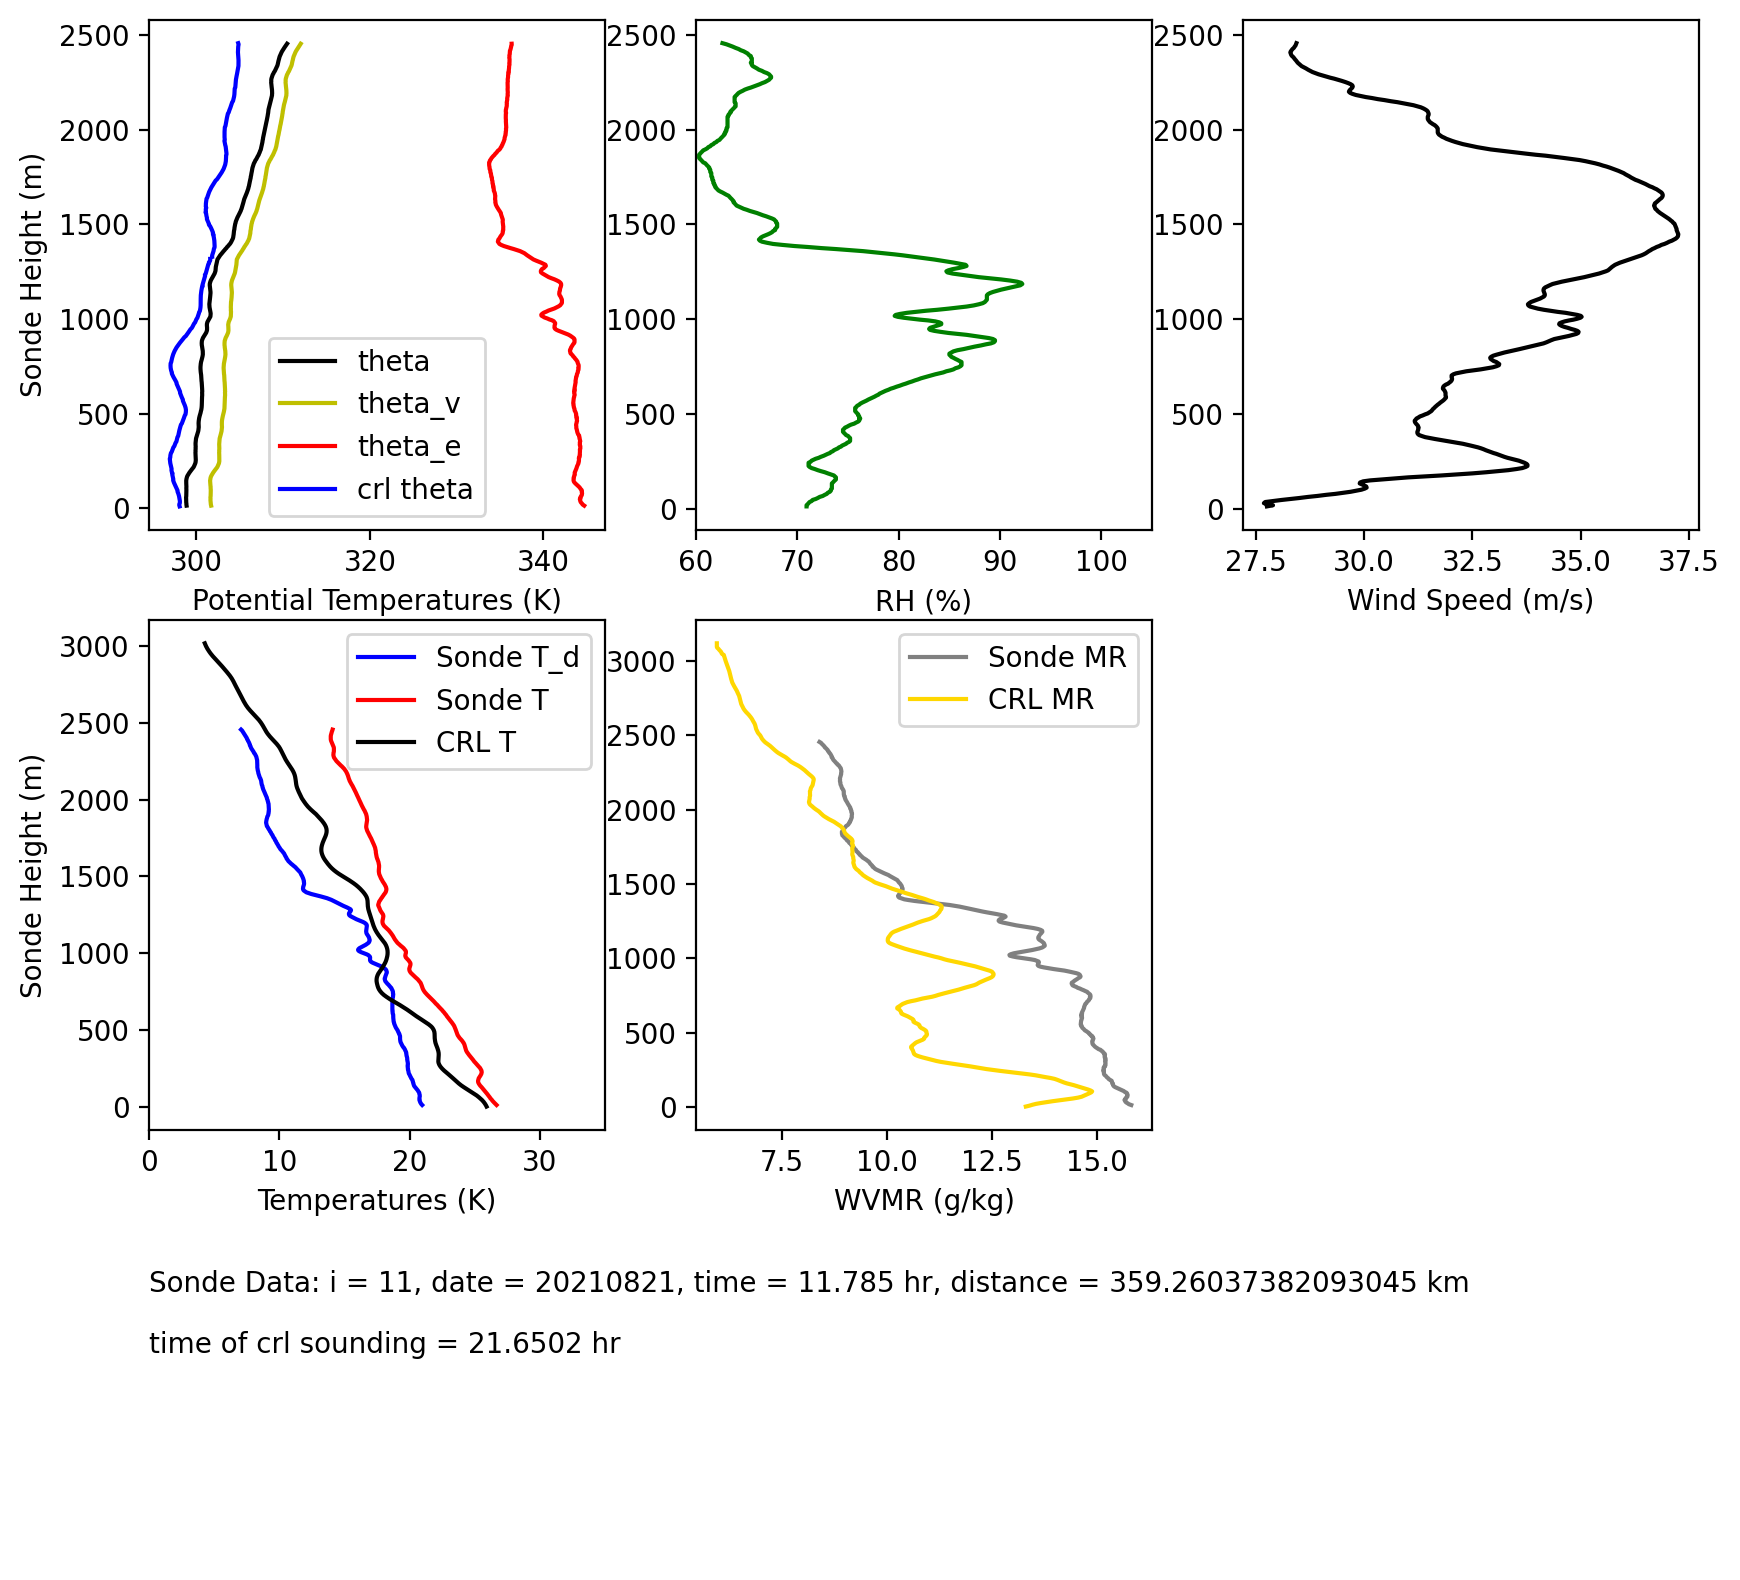 2500
2000
1500
1000
500
0
Sonde Height (m)
300
320
340
Potential Temperatures (K)
theta
theta_v
theta_e
crl theta
2500
2000
1500
1000
500
0
60
70
80
90
100
RH (%)
2500
2000
1500
1000
500
0
27.5
30.0
32.5
35.0
37.5
Wind Speed (m/s)
3000
2500
2000
1500
1000
500
0
Sonde Height (m)
0
10
20
30
Temperatures (K)
Sonde T_d
Sonde T
CRL T
3000
2500
2000
1500
1000
500
0
7.5
10.0
12.5
15.0
WVMR (g/kg)
Sonde MR
CRL MR
Sonde Data: i = 11, date = 20210821, time = 11.785 hr, distance = 359.26037382093045 km
time of crl sounding = 21.6502 hr